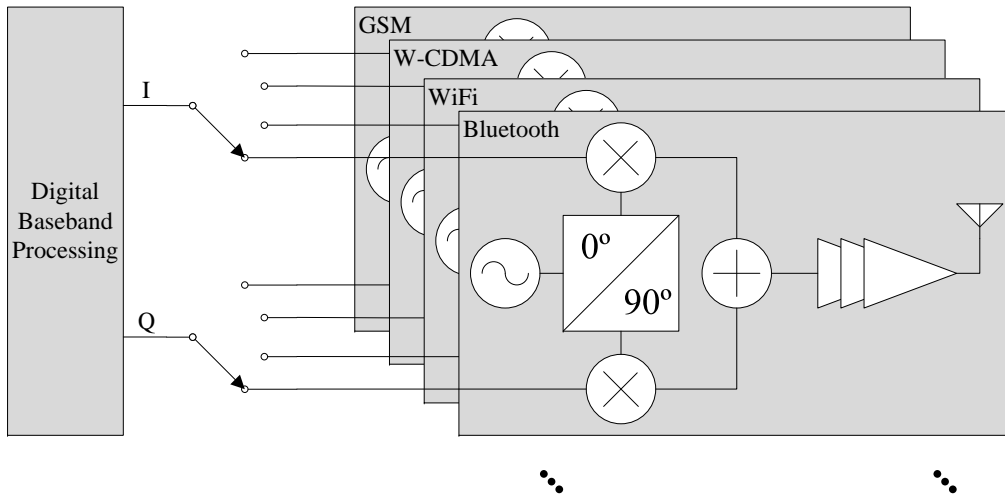 GSM
W-CDMA
WiFi
Bluetooth
I
Digital
Baseband
Processing
0º
90º
Q